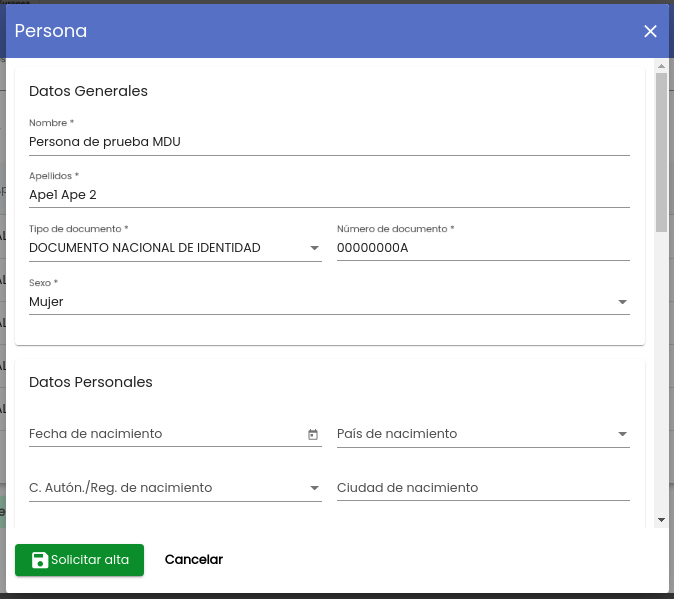 Persona
Datos Generales
Nombre *
Persona de prueba MDU
Apellidos *
Ape1 Ape 2
Tipo de documento * Número de documento *
DOCUMENTO NACIONAL DE IDENTIDAD 00000000A
Sexo *
Mujer
Datos Personales
Fecha de nacimiento País de nacimiento
C. Autón./Reg. de nacimiento Ciudad de nacimiento
Solicitar alta Cancelar